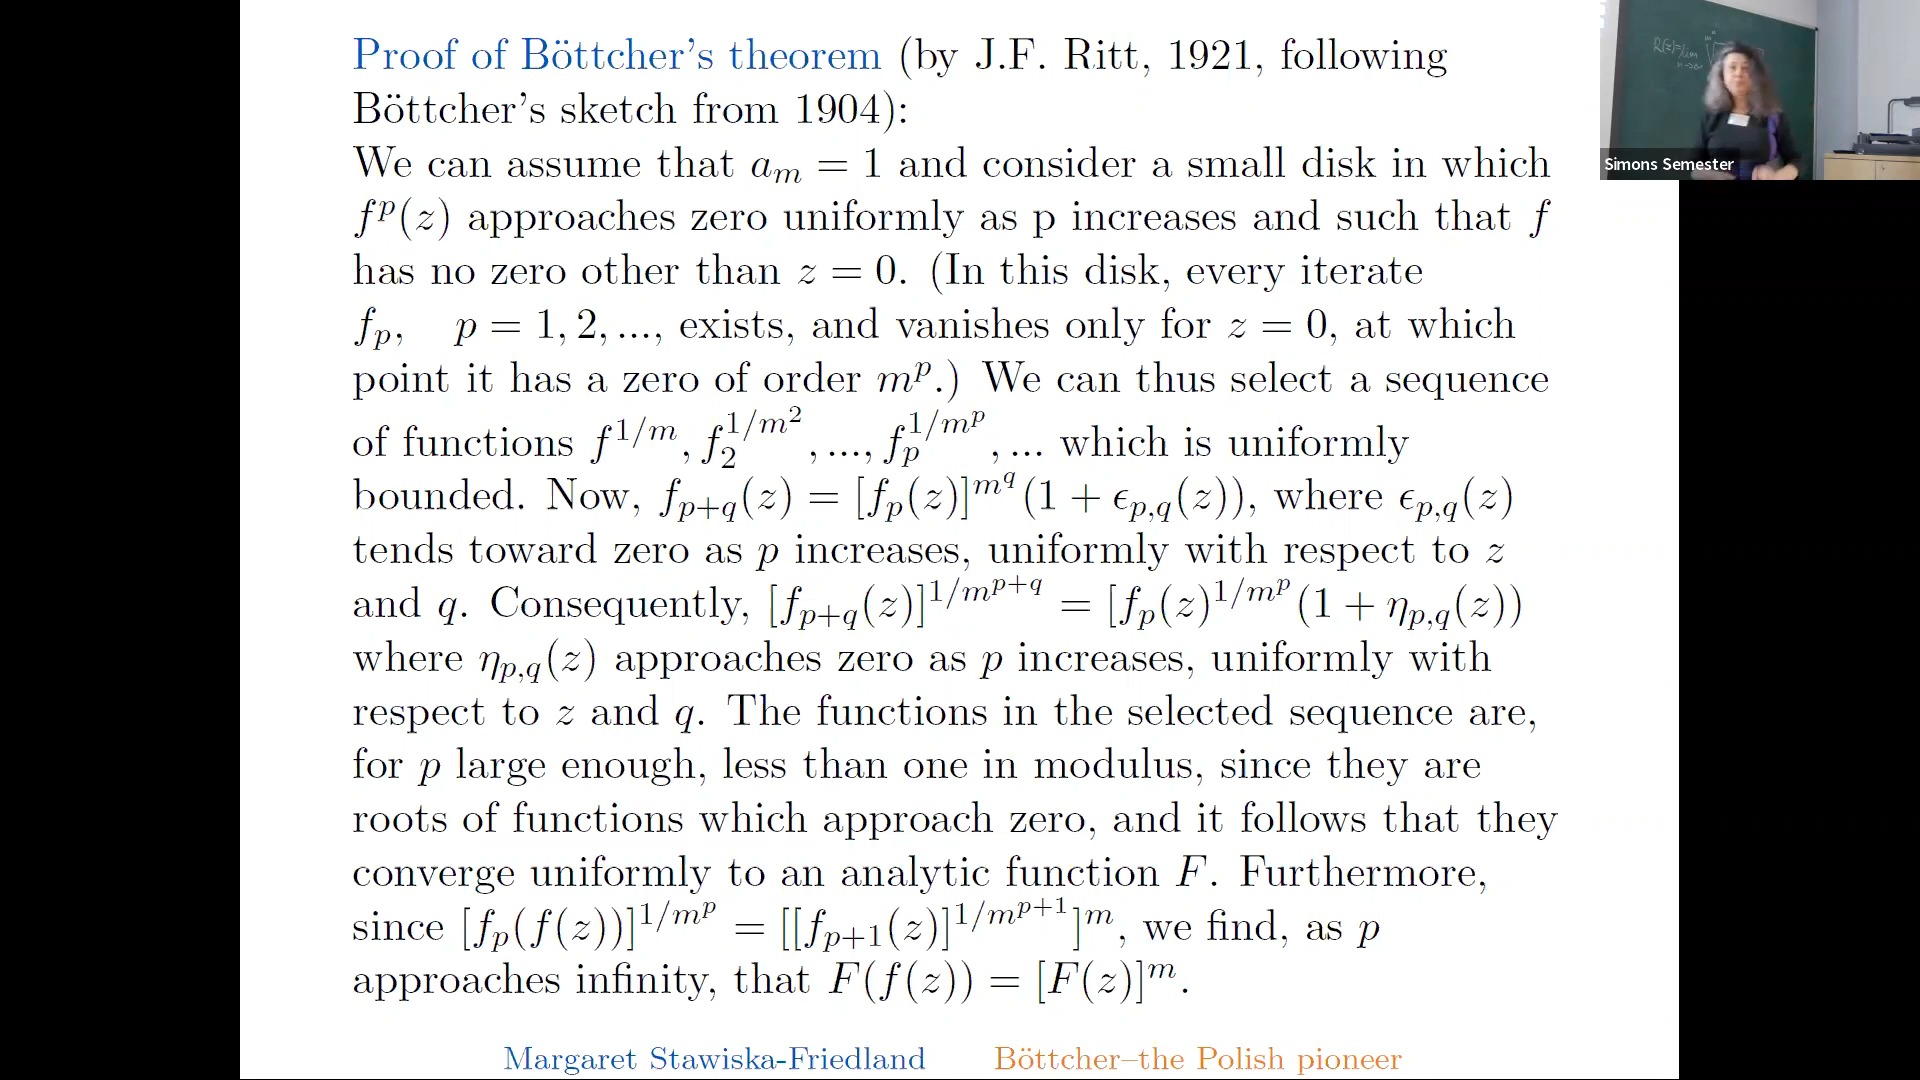 Proof of Böttcher's theorem (by J.F. Ritt, 1921, following
Böttcher's sketch from 1904):
We can assume that $a_m = 1$ and consider a small disk in which
$f^p(z)$ approaches zero uniformly as p increases and such that $f$
has no zero other than $z = 0$. (In this disk, every iterate
$f_p, \quad p = 1, 2, ...,$ exists, and vanishes only for $z = 0$, at which
point it has a zero of order $m^p$.) We can thus select a sequence
of functions $f^{1/m}, f_2^{1/m^2}, ..., f_p^{1/m^p}, ...$ which is uniformly
bounded. Now, $f_{p+q}(z) = [f_p(z)]^{m^q}(1 + \epsilon_{p,q}(z))$, where $\epsilon_{p,q}(z)$
tends toward zero as $p$ increases, uniformly with respect to $z$
and $q$. Consequently, $[f_{p+q}(z)]^{1/m^{p+q}} = [f_p(z)^{1/m^p}(1 + \eta_{p,q}(z))$
where $\eta_{p,q}(z)$ approaches zero as $p$ increases, uniformly with
respect to $z$ and $q$. The functions in the selected sequence are,
for $p$ large enough, less than one in modulus, since they are
roots of functions which approach zero, and it follows that they
converge uniformly to an analytic function $F$. Furthermore,
since $[f_p(f(z))]^{1/m^p} = [[f_{p+1}(z)]^{1/m^{p+1}}]^m$, we find, as $p$
approaches infinity, that $F(f(z)) = [F(z)]^m$.
Margaret Stawiska-Friedland Böttcher–the Polish pioneer
Simons Semester